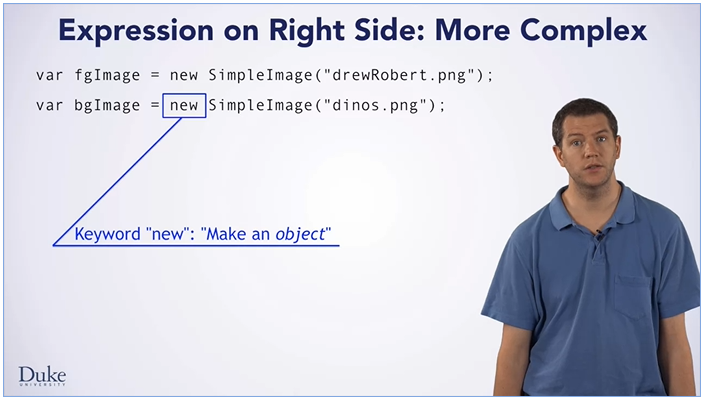 Expression on Right Side: More Complex
var fgImage = new SimpleImage("drewRobert.png");
var bgImage = new SimpleImage("dinos.png");
Keyword "new": "Make an object"
Duke
UNIVERSITY